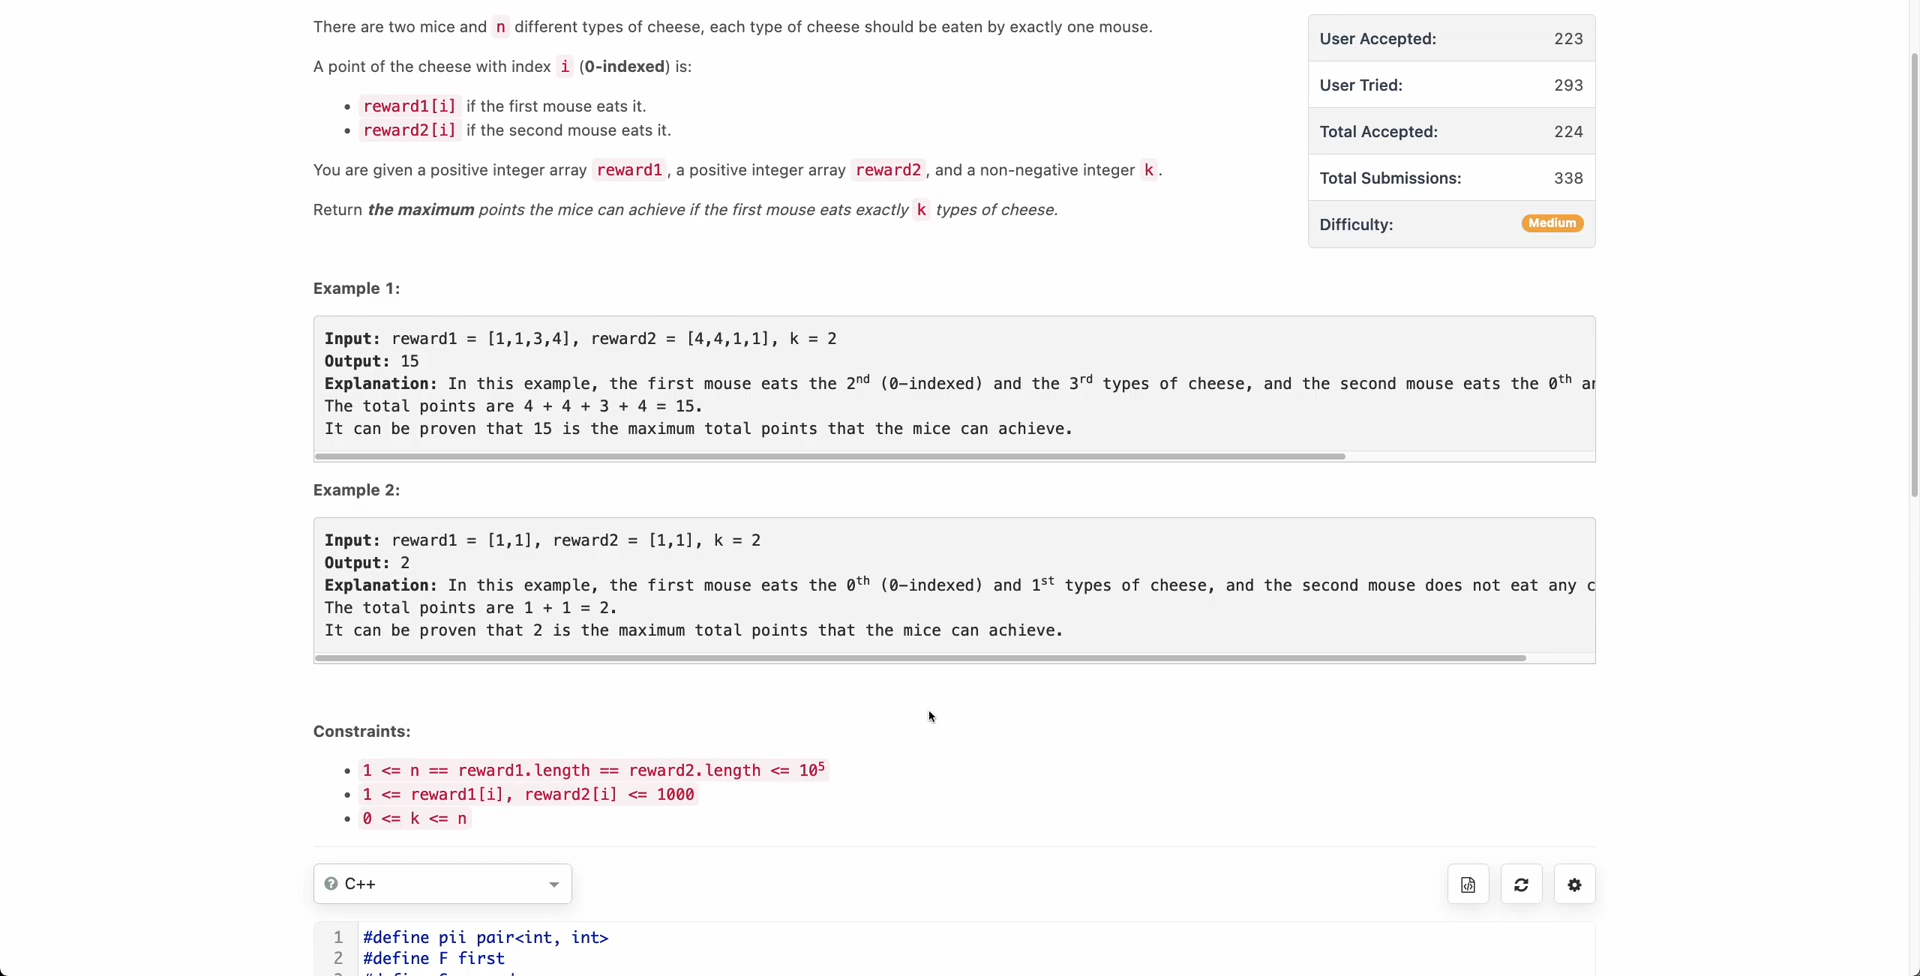 There are two mice and n different types of cheese, each type of cheese should be eaten by exactly one mouse.
A point of the cheese with index i (0-indexed) is:
• reward1[i] if the first mouse eats it.
• reward2[i] if the second mouse eats it.
You are given a positive integer array reward1, a positive integer array reward2, and a non-negative integer k.
Return the maximum points the mice can achieve if the first mouse eats exactly k types of cheese.
User Accepted: 223
User Tried: 293
Total Accepted: 224
Total Submissions: 338
Difficulty: Medium
Example 1:
Input: reward1 = [1,1,3,4], reward2 = [4,4,1,1], k = 2
Output: 15
Explanation: In this example, the first mouse eats the 2nd (0-indexed) and the 3rd types of cheese, and the second mouse eats the 0th
The total points are 4 + 4 + 3 + 4 = 15.
It can be proven that 15 is the maximum total points that the mice can achieve.
Example 2:
Input: reward1 = [1,1], reward2 = [1,1], k = 2
Output: 2
Explanation: In this example, the first mouse eats the 0th (0-indexed) and 1st types of cheese, and the second mouse does not eat any
The total points are 1 + 1 = 2.
It can be proven that 2 is the maximum total points that the mice can achieve.
Constraints:
• 1 <= n == reward1.length == reward2.length <= 10⁵
• 1 <= reward1[i], reward2[i] <= 1000
• 0 <= k <= n
C++
1 #define pii pair<int, int>
2 #define F first